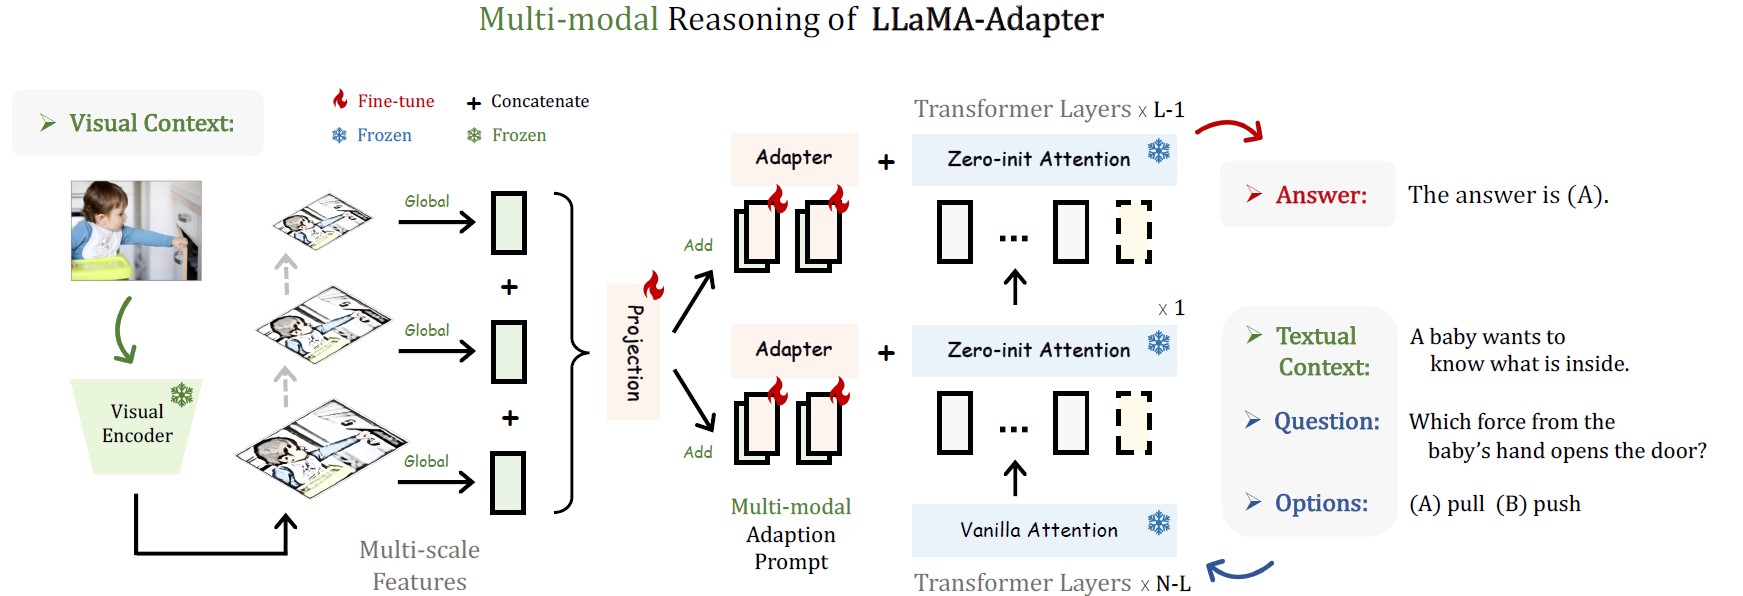 Multi-modal Reasoning of LLaMA-Adapter
➤ Visual Context:
Fine-tune
+ Concatenate
Frozen
Frozen
Visual
Encoder
Global
+
Global
+
Global
Multi-scale
Features
Projection
Add
Add
Adapter
+
Adapter
+
Multi-modal
Adaption
Prompt
Transformer Layers x L-1
Zero-init Attention
...
x 1
Zero-init Attention
...
Vanilla Attention
Transformer Layers x N-L
➤ Answer: The answer is (A).
➤ Textual A baby wants to
Context: know what is inside.
➤ Question: Which force from the
baby's hand opens the door?
➤ Options: (A) pull (B) push